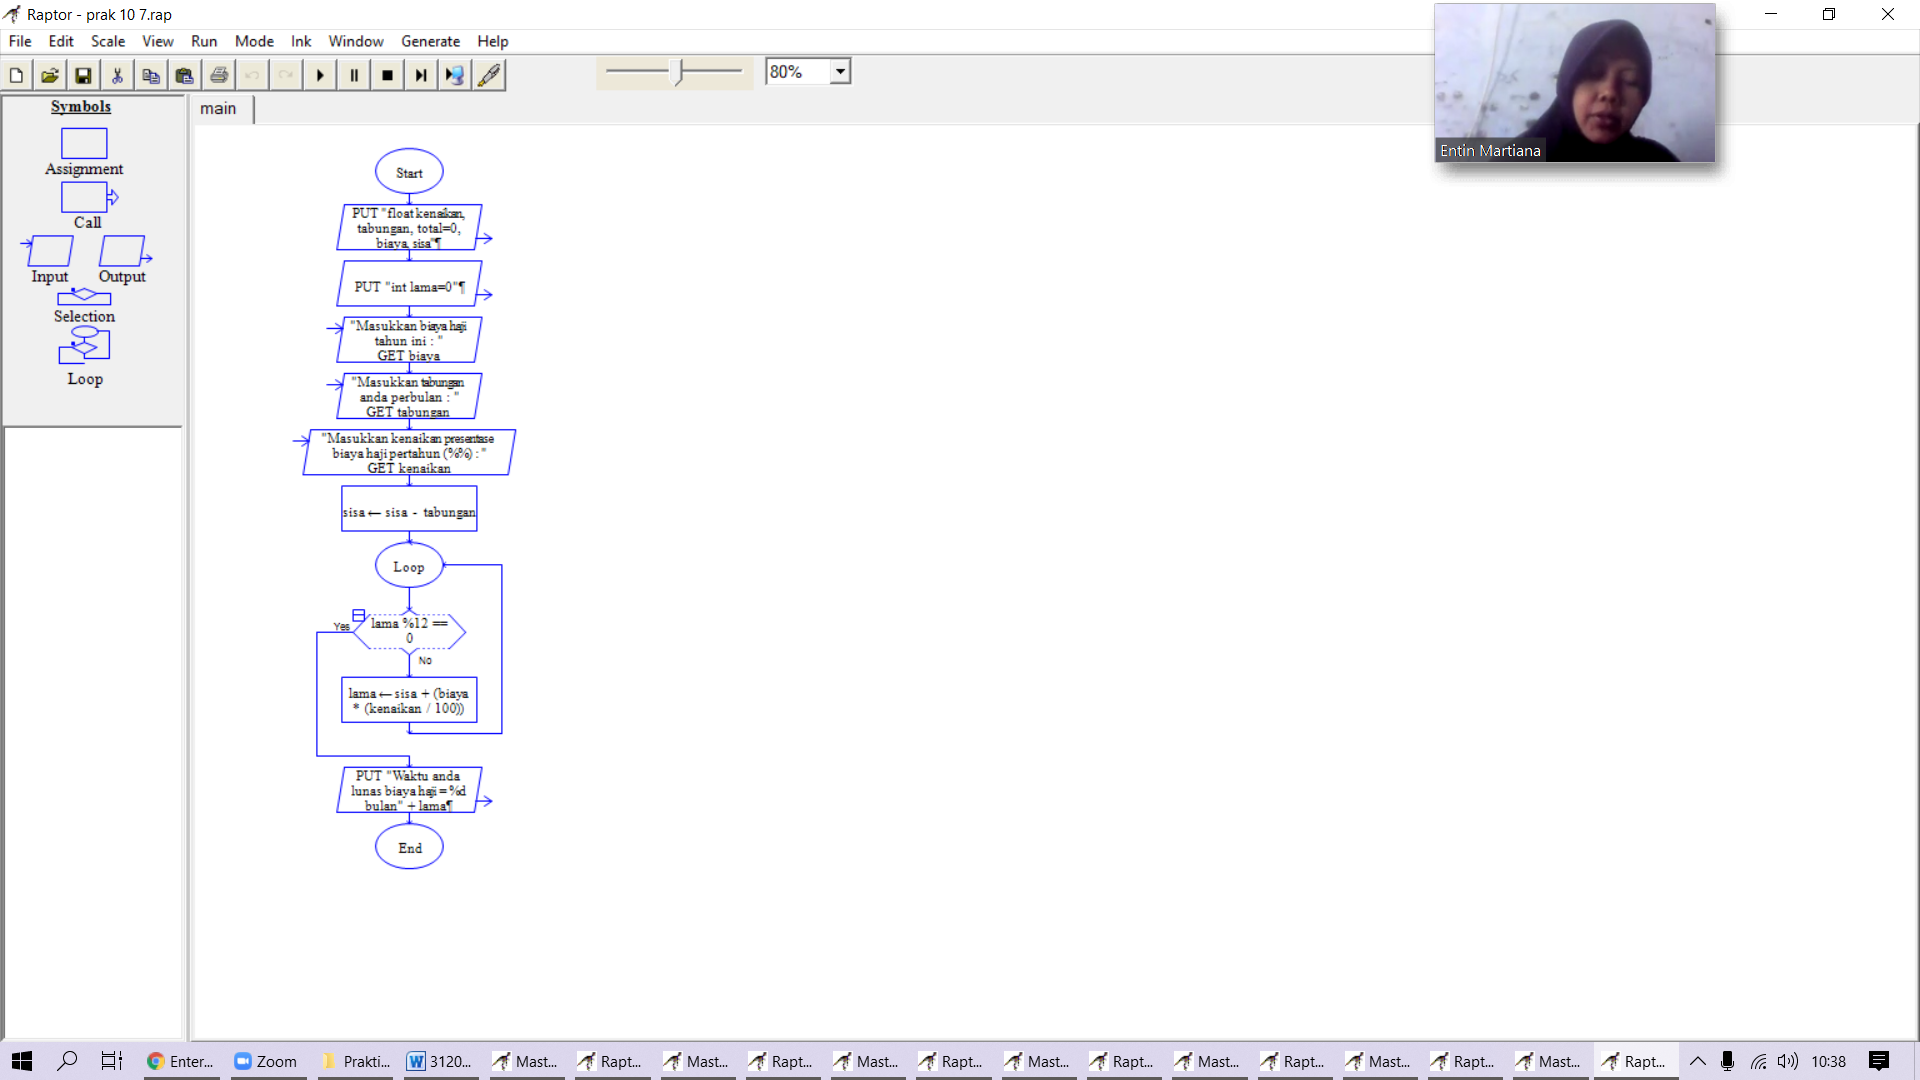 Raptor - prak 10 7.rap
File Edit Scale View Run Mode Ink Window Generate Help
80%
Symbols
Assignment
Call
Input Output
Selection
Loop
main
Start
PUT "float kenaikan,
tabungan, total=0,
biaya, sisa"¶
PUT "int lama=0"¶
"Masukkan biaya haji
tahun ini : "
GET biaya
"Masukkan tabungan
anda perbulan : "
GET tabungan
"Masukkan kenaikan presentase
biaya haji pertahun (%%) : "
GET kenaikan
sisa ← sisa - tabungan
Loop
lama %12 ==
0
Yes
No
lama ← sisa + (biaya
* (kenaikan / 100))
PUT "Waktu anda
lunas biaya haji = %d
bulan" + lama¶
End
Entin Martiana
Enter... Zoom Prakti... 3120... Mast... Rapt... Mast... Rapt... Mast... Rapt... Mast... Rapt... Mast... Rapt... Mast... Rapt... Mast... Rapt... 10:38